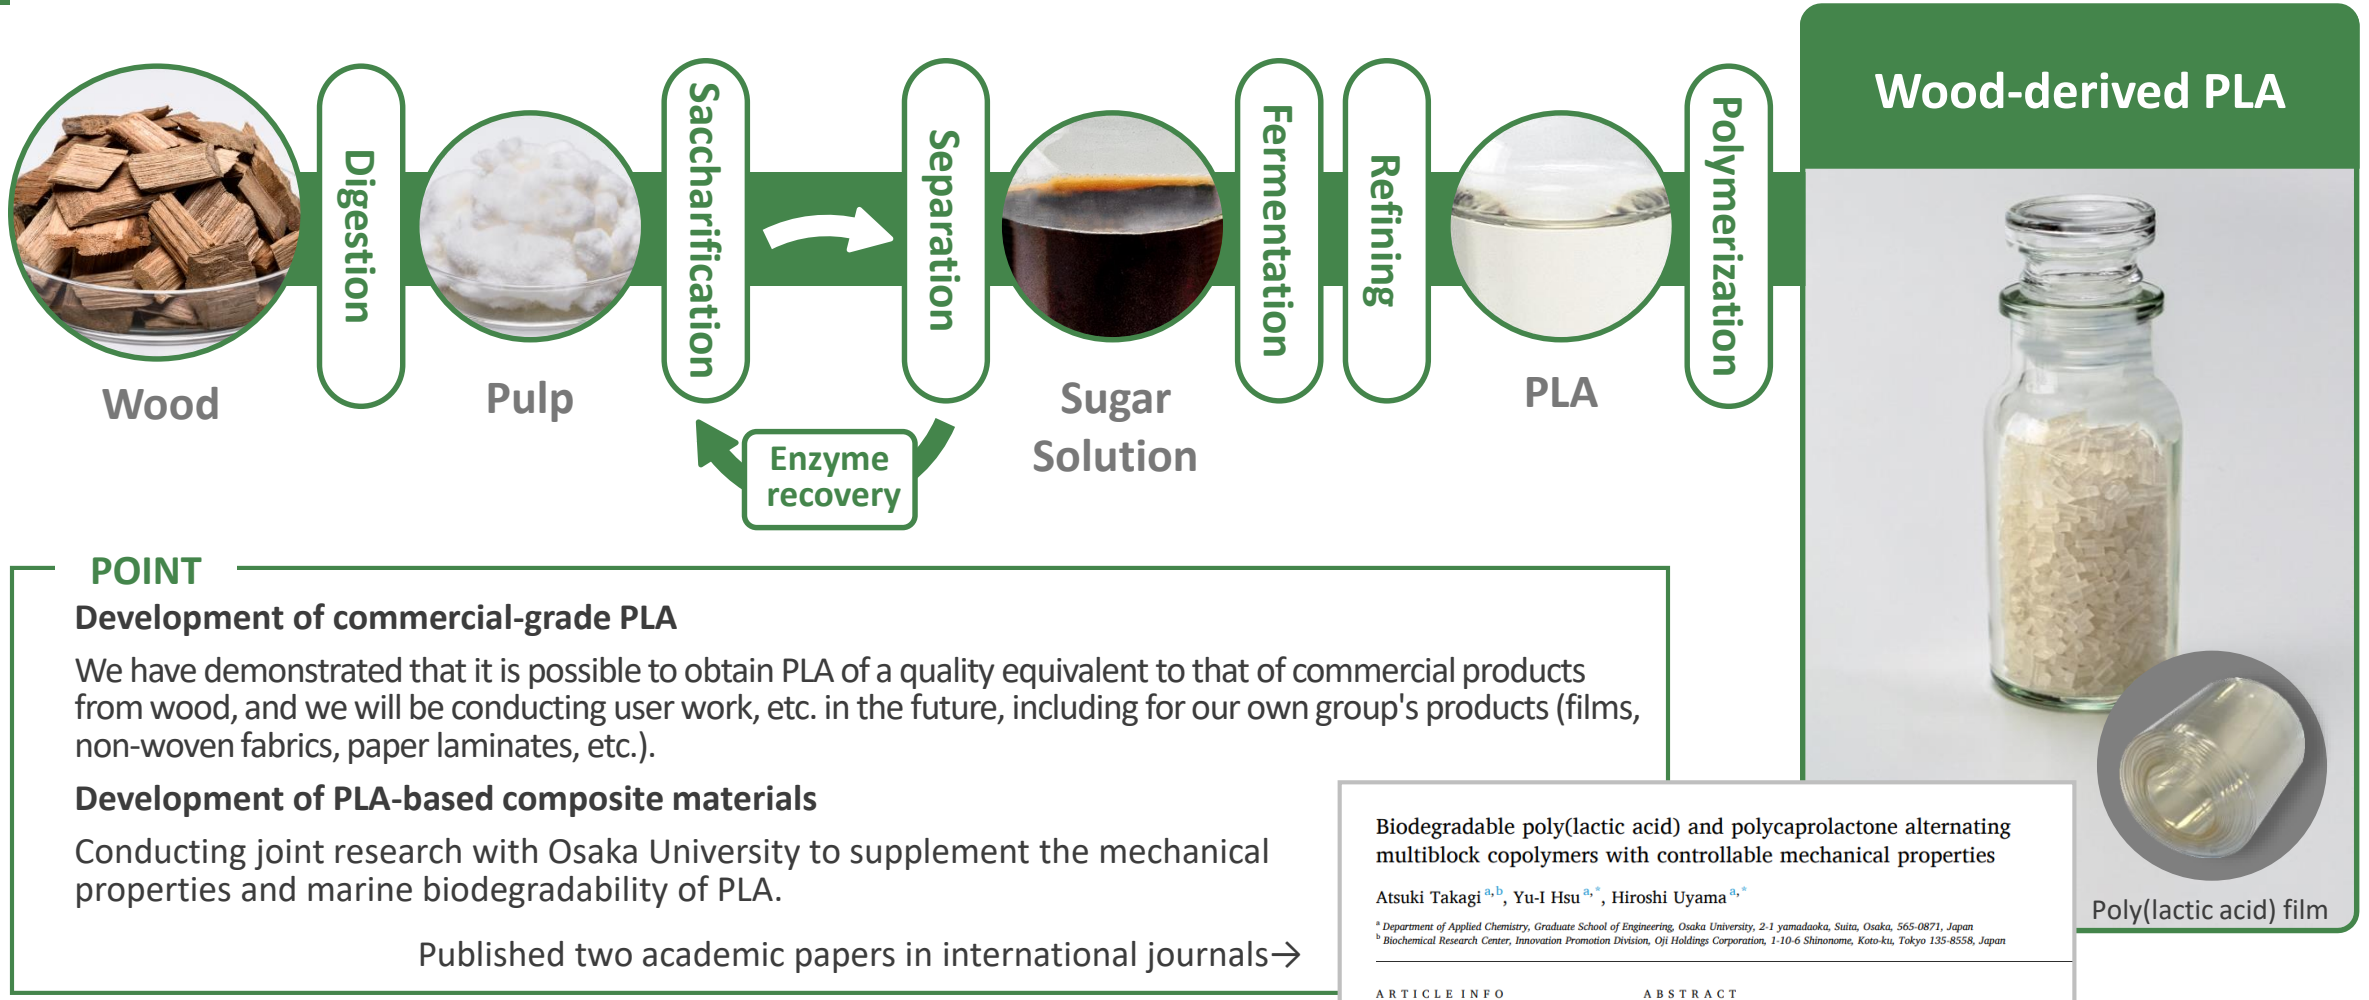 Wood
Digestion
Pulp
Saccharification
Separation
Enzyme
recovery
Sugar
Solution
Fermentation
Refining
PLA
Polymerization
Wood-derived PLA
Poly(lactic acid) film
POINT
Development of commercial-grade PLA
We have demonstrated that it is possible to obtain PLA of a quality equivalent to that of commercial products
from wood, and we will be conducting user work, etc. in the future, including for our own group's products (films,
non-woven fabrics, paper laminates, etc.).
Development of PLA-based composite materials
Conducting joint research with Osaka University to supplement the mechanical
properties and marine biodegradability of PLA.
Published two academic papers in international journals→
Biodegradable poly(lactic acid) and polycaprolactone alternating
multiblock copolymers with controllable mechanical properties
Atsuki Takagi a,b, Yu-I Hsu a,*, Hiroshi Uyama a,*
a Department of Applied Chemistry, Graduate School of Engineering, Osaka University, 2-1 yamadaoka, Suita, Osaka, 565-0871, Japan
b Biochemical Research Center, Innovation Promotion Division, Oji Holdings Corporation, 1-10-6 Shinonome, Koto-ku, Tokyo 135-8558, Japan
ARTICLE INFO
ABSTRACT